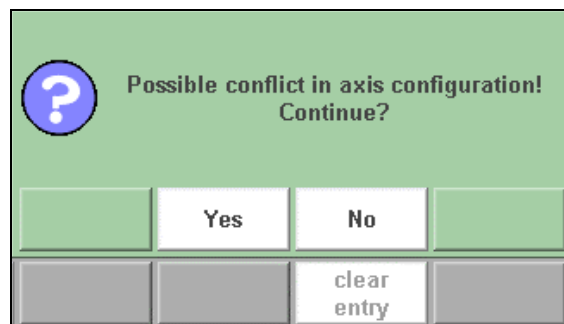 ?
Possible conflict in axis configuration!
Continue?
Yes
No
clear
entry